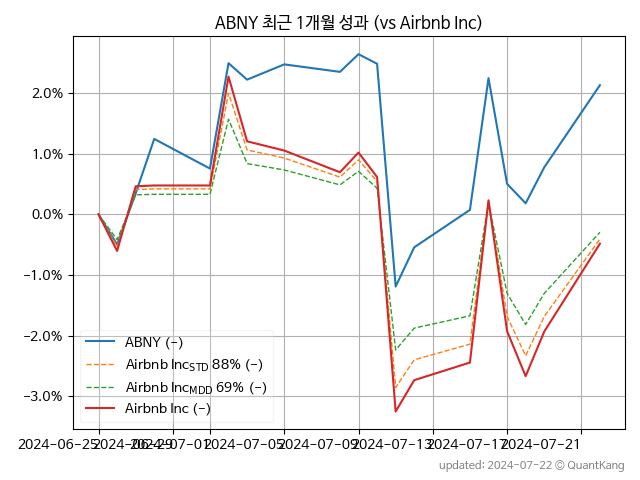 ABNY 최근 1개월 성과 (vs Airbnb Inc)
2.0%
1.0%
0.0%
−1.0%
−2.0%
−3.0%
ABNY (−)
Airbnb IncSTD 88% (−)
Airbnb IncMDD 69% (−)
Airbnb Inc (−)
2024-06-25 2024-06-29 2024-07-01 2024-07-05 2024-07-09 2024-07-13 2024-07-17 2024-07-21
updated: 2024-07-22 © QuantKang